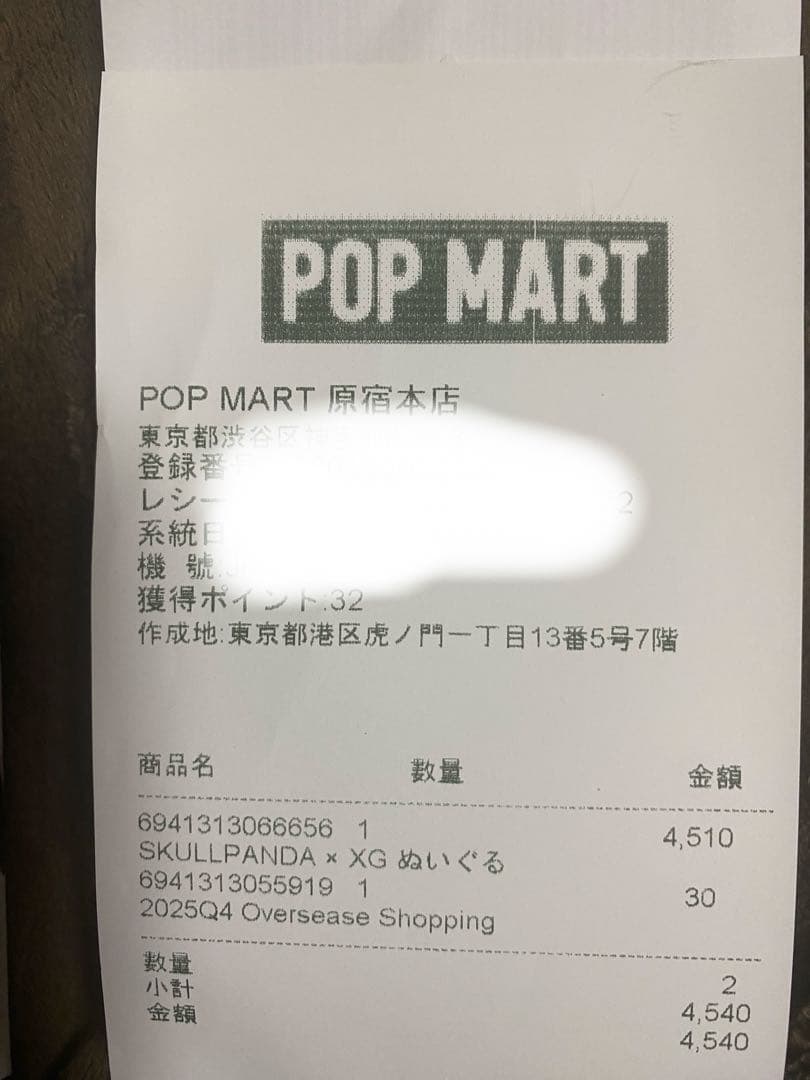 POP MART
POP MART 原宿本店
東京都渋谷区
登録番
レシー
系統日
機 號:
獲得ポイント:32
作成地:東京都港区虎ノ門一丁目13番5号7階
商品名 数量 金額
6941313066656 1 4,510
SKULLPANDA × XG ぬいぐる
6941313055919 1 30
2025Q4 Oversease Shopping
数量 2
小計 4,540
金額 4,540